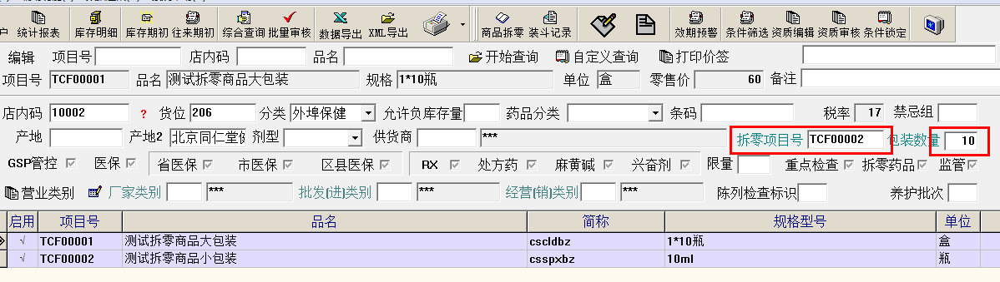 户 统计报表 库存明细 库存期初 往来期初 综合查询 批量审核 数据导出 XML导出 商品拆零 装斗记录 效期预警 条件筛选 资质编辑 资质审核 条件锁定
编辑 项目号 店内码 品名 开始查询 自定义查询 打印价签
项目号 TCF00001 品名 测试拆零商品大包装 规格 1*10瓶 单位 盒 零售价 60 备注
店内码 10002 ? 货位 206 分类 外埠保健 允许负库存量 药品分类 条码 税率 17 禁忌组
产地 产地2 北京同仁堂健 剂型 供货商 *** 拆零项目号 TCF00002 包装数量 10
GSP管控 医保 省医保 市医保 区县医保 RX 处方药 麻黄碱 兴奋剂 限量 重点检查 拆零药品 监管
营业类别 厂家类别 *** 批发(进)类别 *** 经营(销)类别 *** 陈列检查标识 养护批次
启用 项目号 品名 简称 规格型号 单位
√ TCF00001 测试拆零商品大包装 cscldbz 1*10瓶 盒
√ TCF00002 测试拆零商品小包装 csspxbz 10ml 瓶